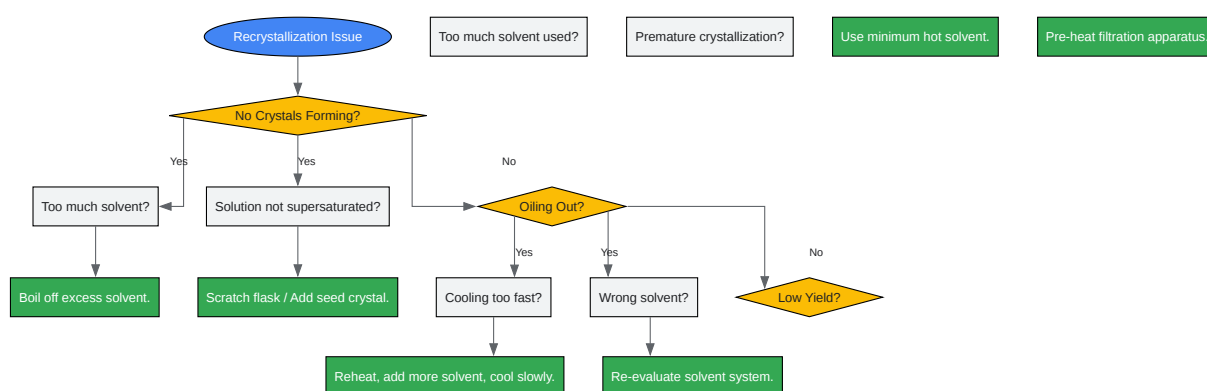 Recrystallization Issue
Too much solvent used?
Premature crystallization?
Use minimum hot solvent.
Pre-heat filtration apparatus.
No Crystals Forming?
Yes
Yes
No
Too much solvent?
Solution not supersaturated?
Oiling Out?
Yes
Yes
No
Boil off excess solvent.
Scratch flask / Add seed crystal.
Cooling too fast?
Wrong solvent?
Low Yield?
Reheat, add more solvent, cool slowly.
Re-evaluate solvent system.